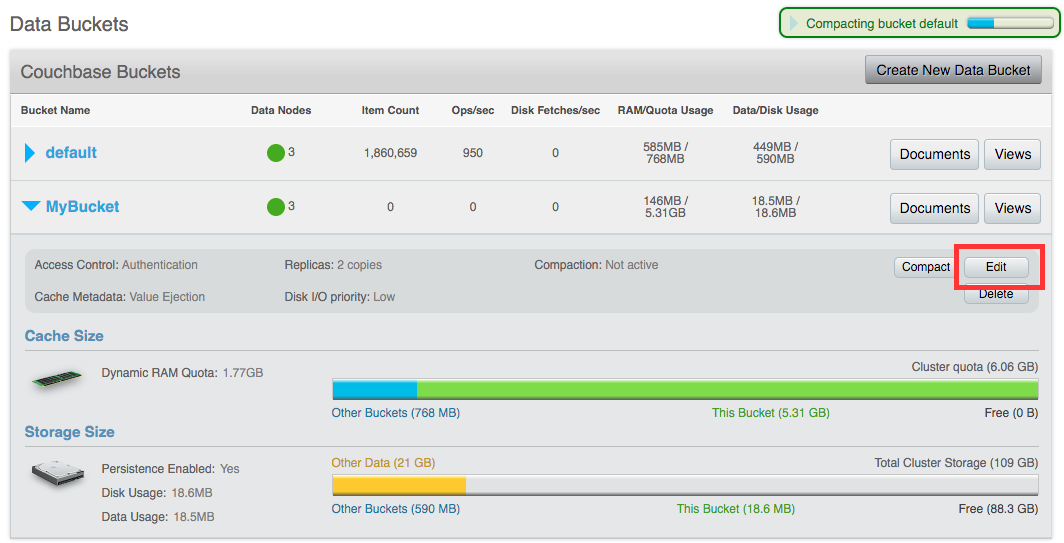 Data Buckets
Compacting bucket default
Couchbase Buckets
Create New Data Bucket
Bucket Name Data Nodes Item Count Ops/sec Disk Fetches/sec RAM/Quota Usage Data/Disk Usage
default 3 1,860,659 950 0 585MB / 768MB 449MB / 590MB Documents Views
MyBucket 3 0 0 0 146MB / 5.31GB 18.5MB / 18.6MB Documents Views
Access Control: Authentication Replicas: 2 copies Compaction: Not active Compact Edit
Cache Metadata: Value Ejection Disk I/O priority: Low Delete
Cache Size
Cluster quota (6.06 GB)
Dynamic RAM Quota: 1.77GB
Other Buckets (768 MB) This Bucket (5.31 GB) Free (0 B)
Storage Size
Other Data (21 GB) Total Cluster Storage (109 GB)
Persistence Enabled: Yes
Disk Usage: 18.6MB
Other Buckets (590 MB) This Bucket (18.6 MB) Free (88.3 GB)
Data Usage: 18.5MB